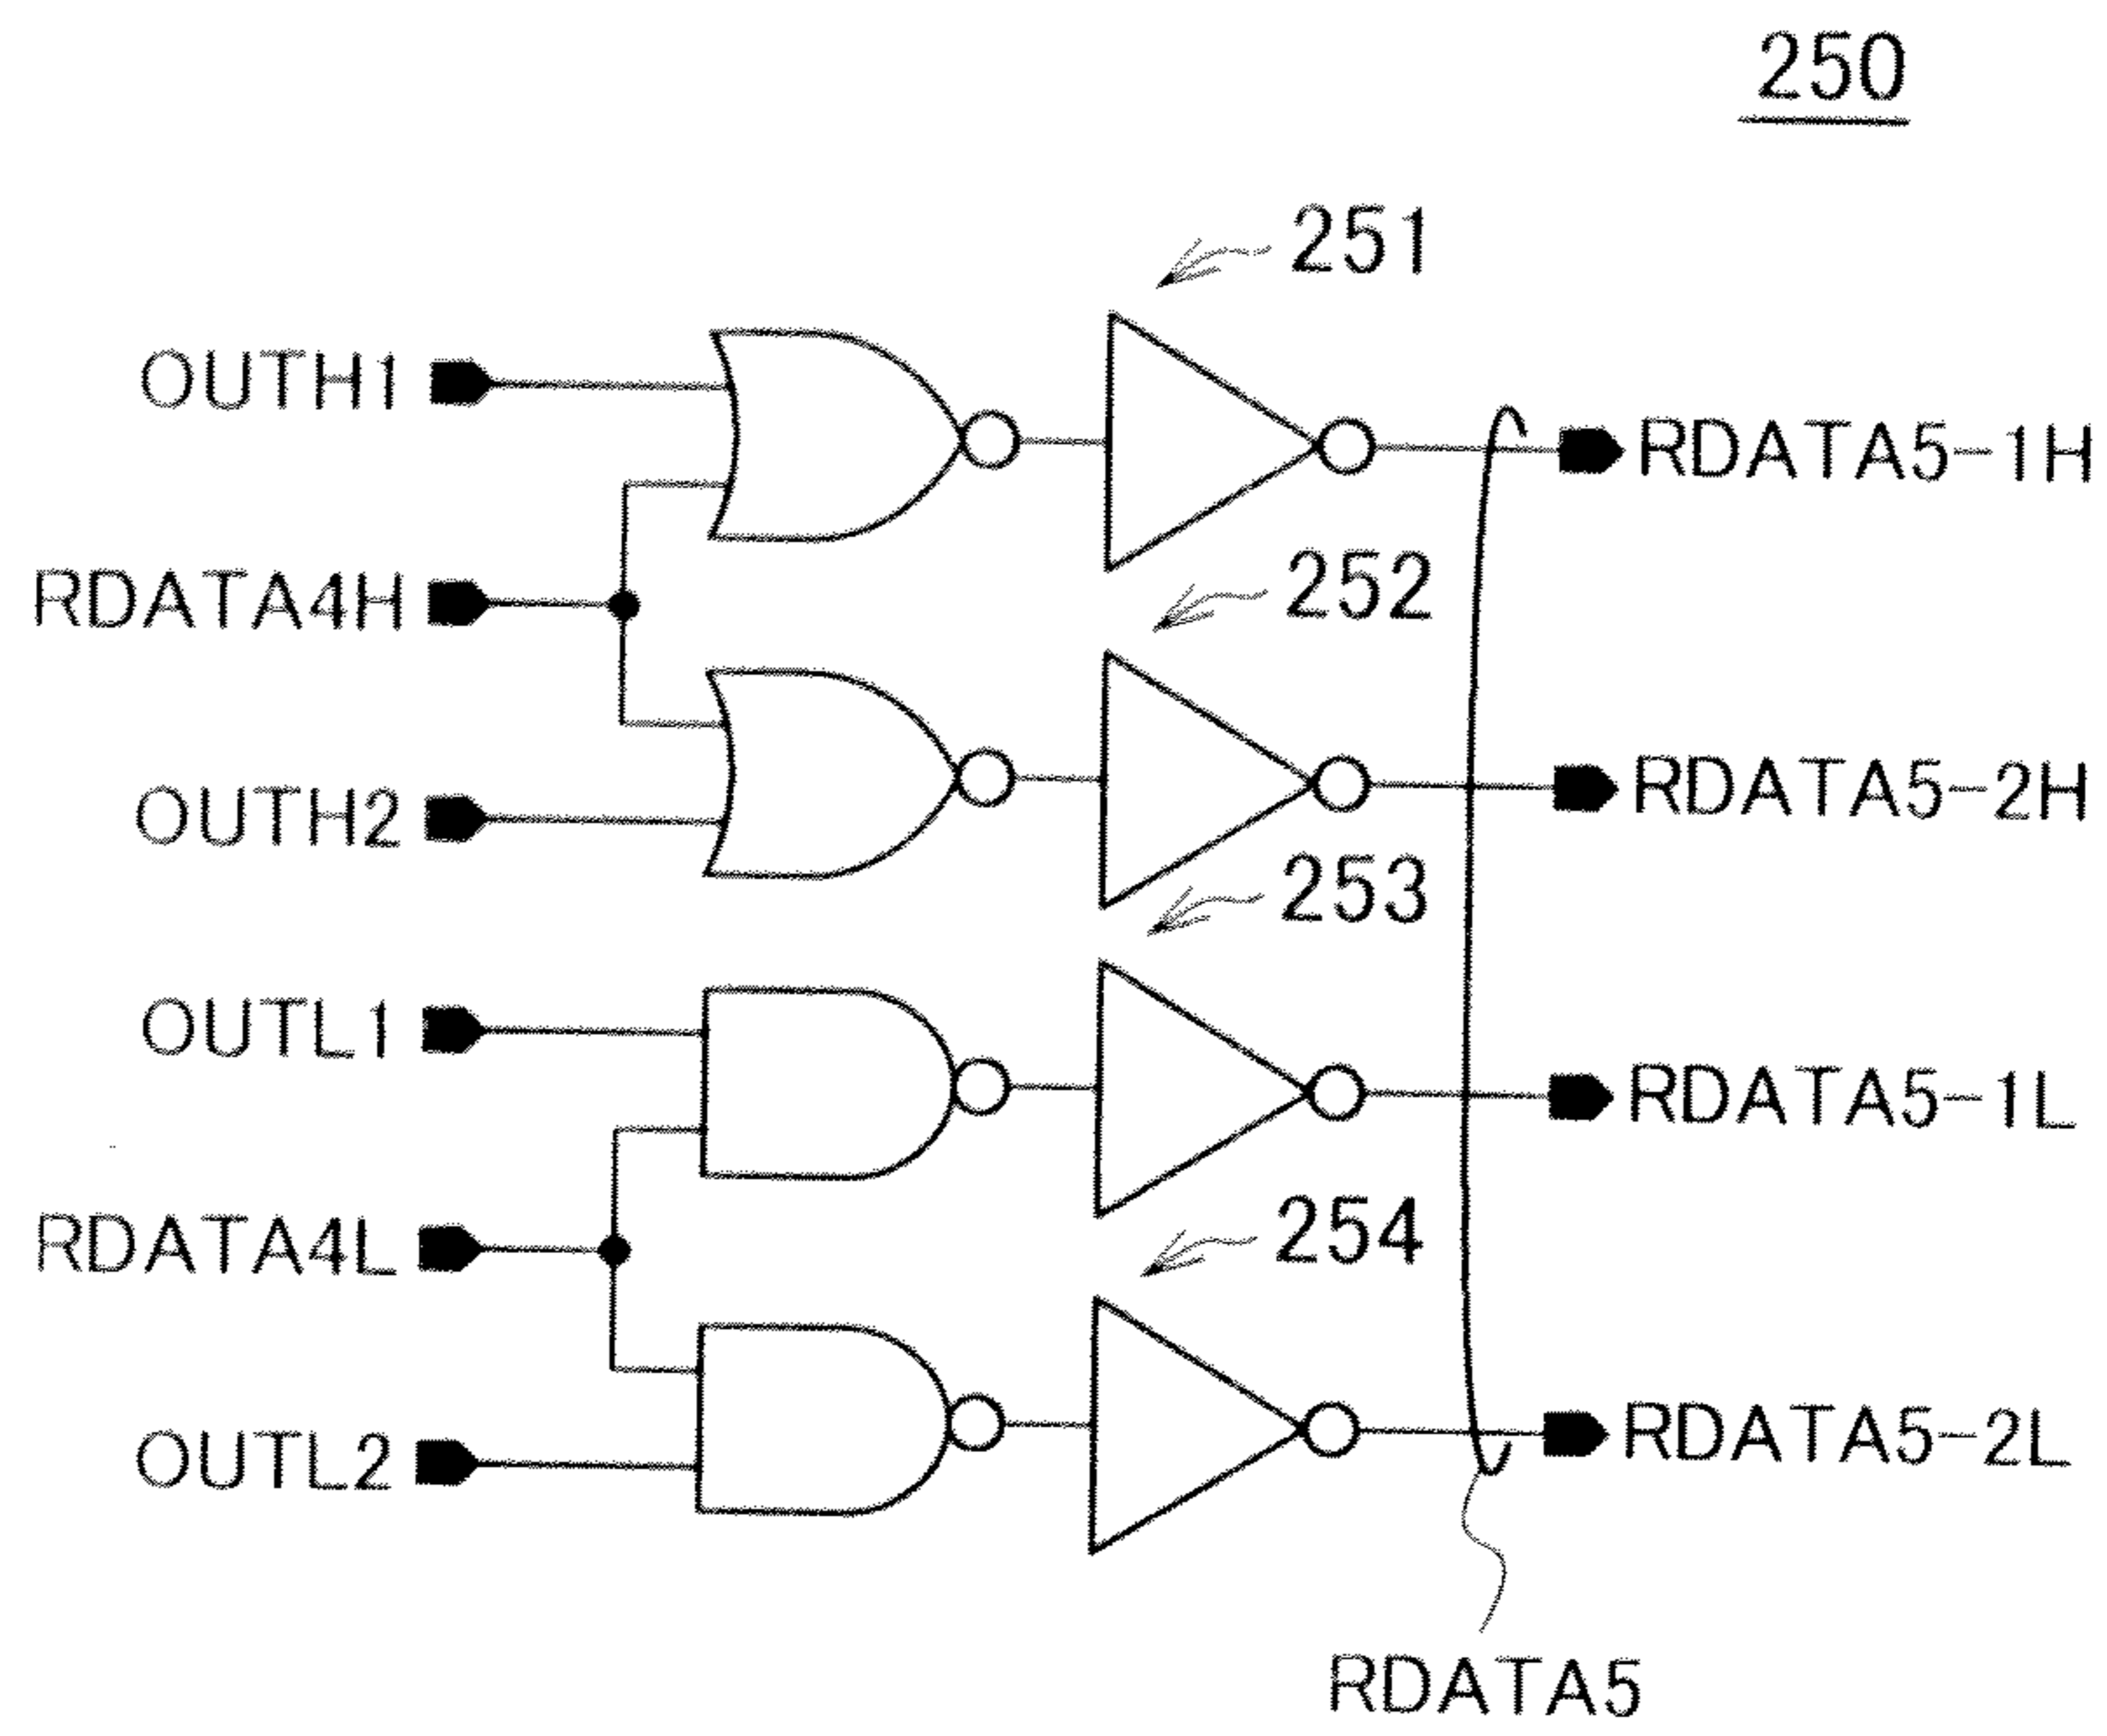 250
251
OUTH1
RDATA5-1H
252
RDATA4H
RDATA5-2H
OUTH2
253
OUTL1
RDATA5-1L
254
RDATA4L
RDATA5-2L
OUTL2
RDATA5